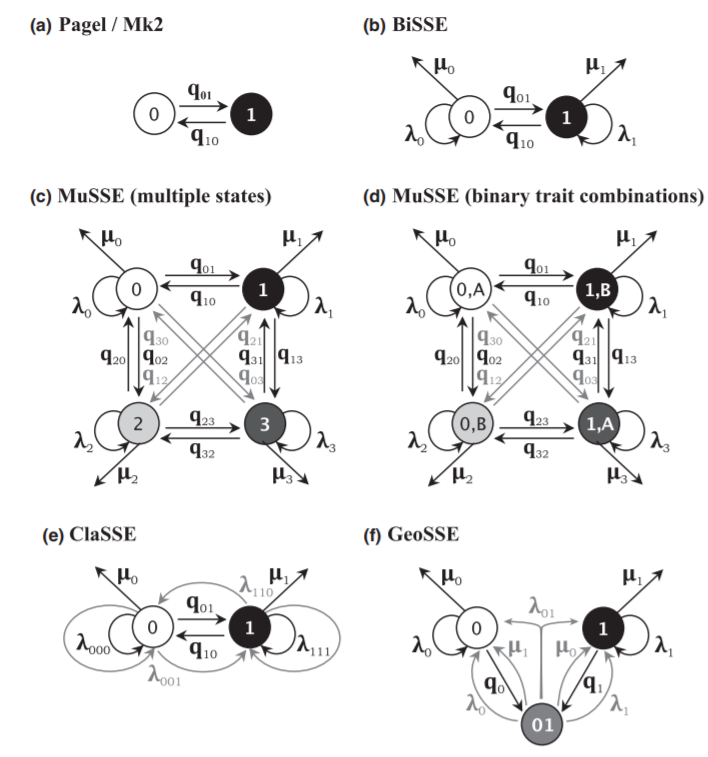 (a) Pagel / Mk2
(b) BiSSE
0 q01 1
q10
μ0 μ1
q01
0 1
λ0 q10 λ1
(c) MuSSE (multiple states)
(d) MuSSE (binary trait combinations)
μ0 μ1
q01
0 1
λ0 q10 λ1
q30 q21
q20 q02 q31 q13
q12 q03
2 q23 3
λ2 q32 λ3
μ2 μ3
μ0 μ1
q01
0,A 1,B
λ0 q10 λ1
q30 q21
q20 q02 q31 q13
q12 q03
0,B q23 1,A
λ2 q32 λ3
μ2 μ3
(e) ClaSSE
(f) GeoSSE
μ0 λ110 μ1
q01
0 1
λ000 q10 λ111
λ001
μ0 μ1
λ01
0 1
λ0 μ1 μ0 λ1
q0 q1
λ0 λ1
01